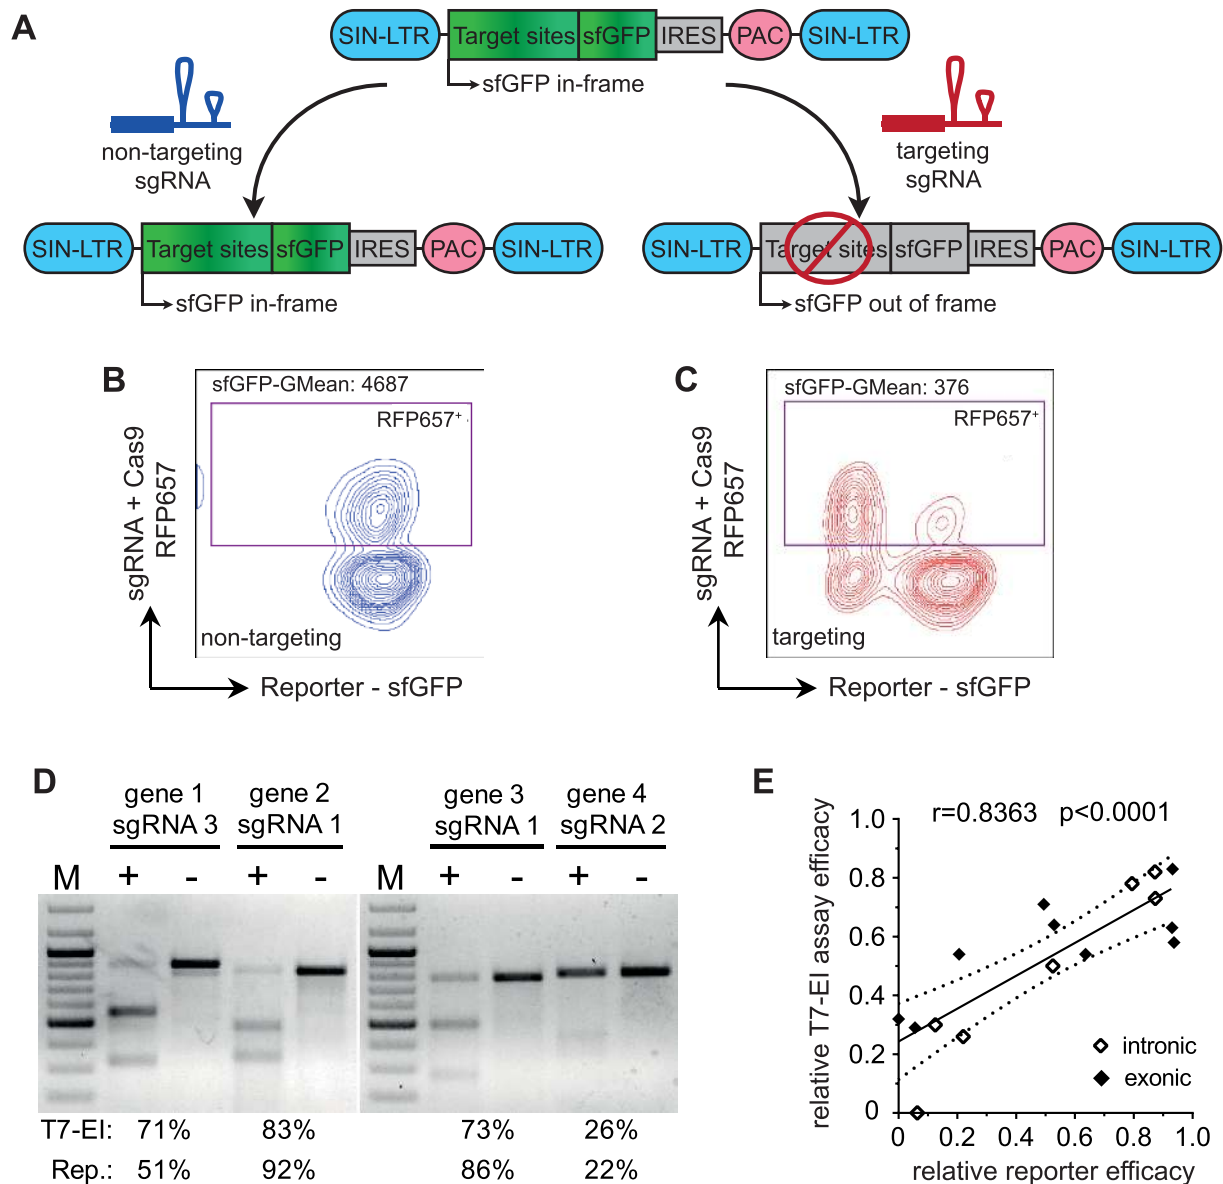 A
SIN-LTR Target sites sfGFP IRES PAC SIN-LTR
sfGFP in-frame
non-targeting
sgRNA
targeting
sgRNA
SIN-LTR Target sites sfGFP IRES PAC SIN-LTR
sfGFP in-frame
SIN-LTR Target sites sfGFP IRES PAC SIN-LTR
sfGFP out of frame
B
sfGFP-GMean: 4687
RFP657+
sgRNA + Cas9
RFP657
non-targeting
Reporter - sfGFP
C
sfGFP-GMean: 376
RFP657+
sgRNA + Cas9
RFP657
targeting
Reporter - sfGFP
D
gene 1 gene 2 gene 3 gene 4
sgRNA 3 sgRNA 1 sgRNA 1 sgRNA 2
M + - + - M + - + -
T7-EI: 71% 83% 73% 26%
Rep.: 51% 92% 86% 22%
E
r=0.8363 p<0.0001
relative T7-EI assay efficacy
1.0
0.8
0.6
0.4
0.2
0
intronic
exonic
0 0.2 0.4 0.6 0.8 1.0
relative reporter efficacy